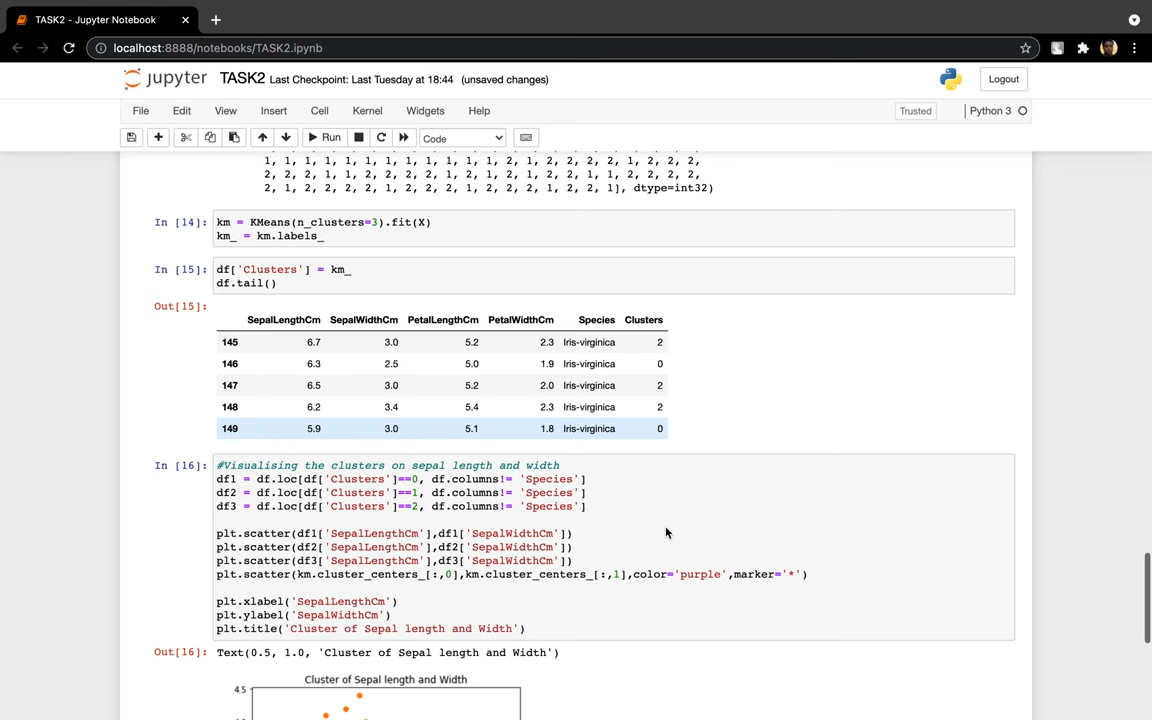 TASK2 - Jupyter Notebook
localhost:8888/notebooks/TASK2.ipynb
jupyter TASK2 Last Checkpoint: Last Tuesday at 18:44 (unsaved changes)
Logout
File Edit View Insert Cell Kernel Widgets Help
Trusted Python 3
Run Code
1, 1, 1, 1, 1, 1, 1, 1, 1, 1, 1, 1, 2, 1, 2, 2, 2, 2, 1, 2, 2, 2,
2, 2, 2, 1, 1, 2, 2, 2, 2, 1, 2, 1, 2, 1, 2, 2, 1, 1, 2, 2, 2, 2,
2, 1, 2, 2, 2, 2, 1, 2, 2, 2, 1, 2, 2, 2, 1, 2, 2, 1], dtype=int32)
In [14]: km = KMeans(n_clusters=3).fit(X)
km_ = km.labels_
In [15]: df['Clusters'] = km_
df.tail()
Out[15]:
SepalLengthCm SepalWidthCm PetalLengthCm PetalWidthCm Species Clusters
145 6.7 3.0 5.2 2.3 Iris-virginica 2
146 6.3 2.5 5.0 1.9 Iris-virginica 0
147 6.5 3.0 5.2 2.0 Iris-virginica 2
148 6.2 3.4 5.4 2.3 Iris-virginica 2
149 5.9 3.0 5.1 1.8 Iris-virginica 0
In [16]: #Visualising the clusters on sepal length and width
df1 = df.loc[df['Clusters']==0, df.columns!= 'Species']
df2 = df.loc[df['Clusters']==1, df.columns!= 'Species']
df3 = df.loc[df['Clusters']==2, df.columns!= 'Species']
plt.scatter(df1['SepalLengthCm'],df1['SepalWidthCm'])
plt.scatter(df2['SepalLengthCm'],df2['SepalWidthCm'])
plt.scatter(df3['SepalLengthCm'],df3['SepalWidthCm'])
plt.scatter(km.cluster_centers_[:,0],km.cluster_centers_[:,1],color='purple',marker='*')
plt.xlabel('SepalLengthCm')
plt.ylabel('SepalWidthCm')
plt.title('Cluster of Sepal length and Width')
Out[16]: Text(0.5, 1.0, 'Cluster of Sepal length and Width')
Cluster of Sepal length and Width
4.5